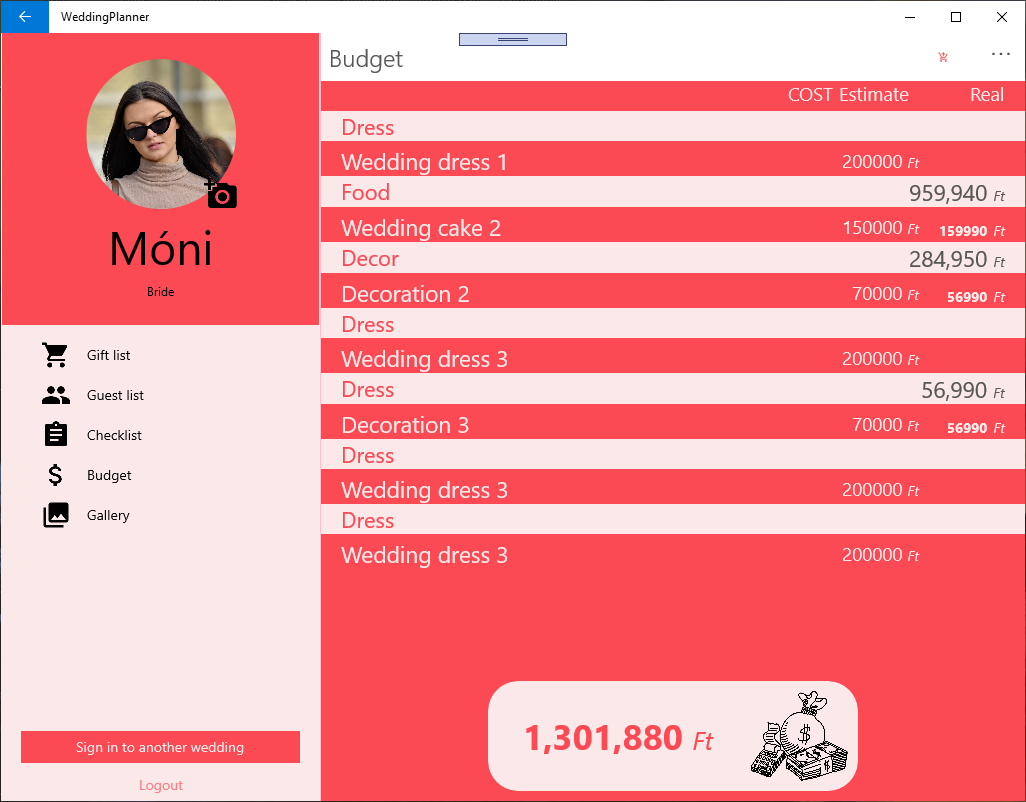 WeddingPlanner
Móni
Bride
Gift list
Guest list
Checklist
Budget
Gallery
Sign in to another wedding
Logout
Budget
COST Estimate Real
Dress
Wedding dress 1 200000 Ft
Food 959,940 Ft
Wedding cake 2 150000 Ft 159990 Ft
Decor 284,950 Ft
Decoration 2 70000 Ft 56990 Ft
Dress
Wedding dress 3 200000 Ft
Dress 56,990 Ft
Decoration 3 70000 Ft 56990 Ft
Dress
Wedding dress 3 200000 Ft
Dress
Wedding dress 3 200000 Ft
1,301,880 Ft